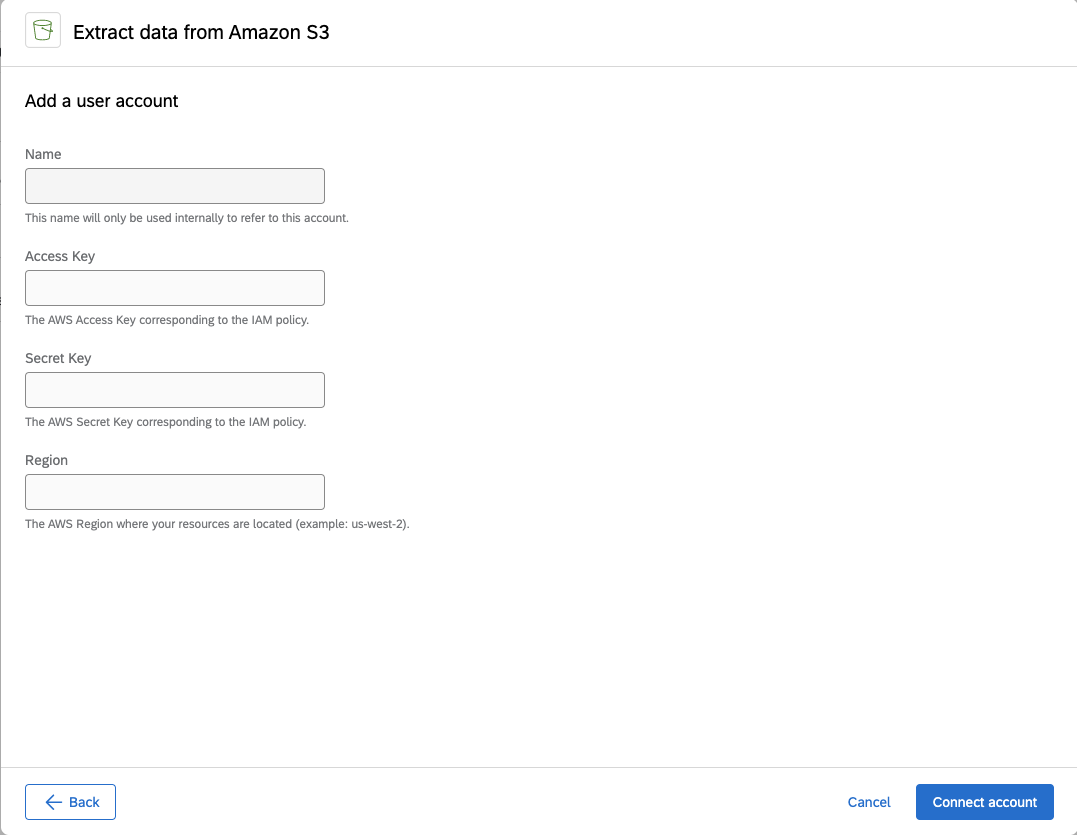 Extract data from Amazon S3
Add a user account
Name
This name will only be used internally to refer to this account.
Access Key
The AWS Access Key corresponding to the IAM policy.
Secret Key
The AWS Secret Key corresponding to the IAM policy.
Region
The AWS Region where your resources are located (example: us-west-2).
Back
Cancel
Connect account